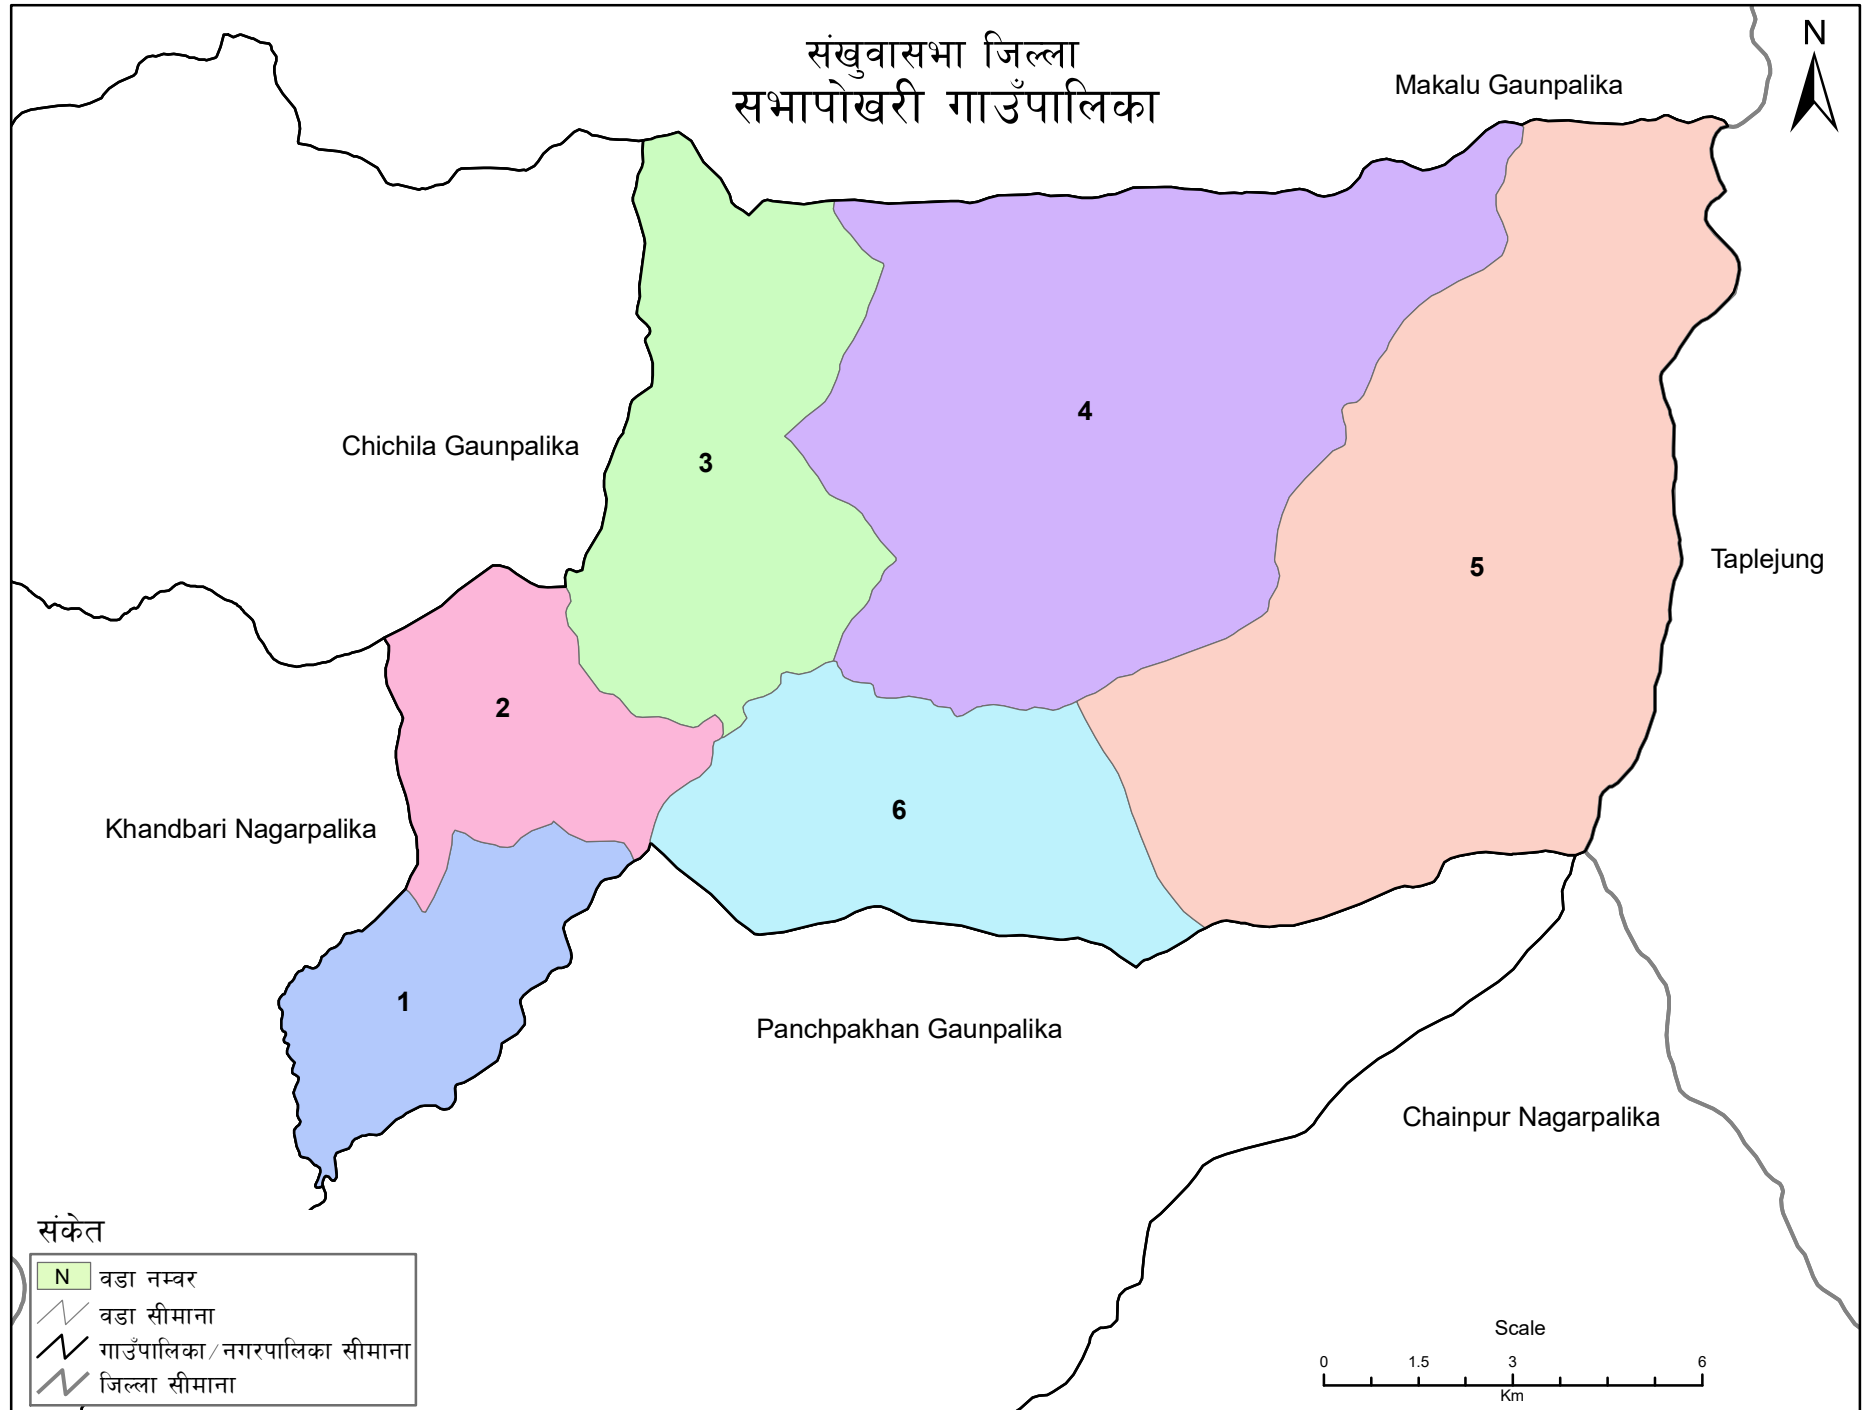 संखुवासभा जिल्ला
सभापोखरी गाउँपालिका
Makalu Gaunpalika
N
4
Chichila Gaunpalika
3
Taplejung
5
2
6
Khandbari Nagarpalika
1
Panchpakhan Gaunpalika
Chainpur Nagarpalika
संकेत
N वडा नम्वर
वडा सीमाना
गाउँपालिका/नगरपालिका सीमाना
जिल्ला सीमाना
Scale
0 1.5 3 6
Km